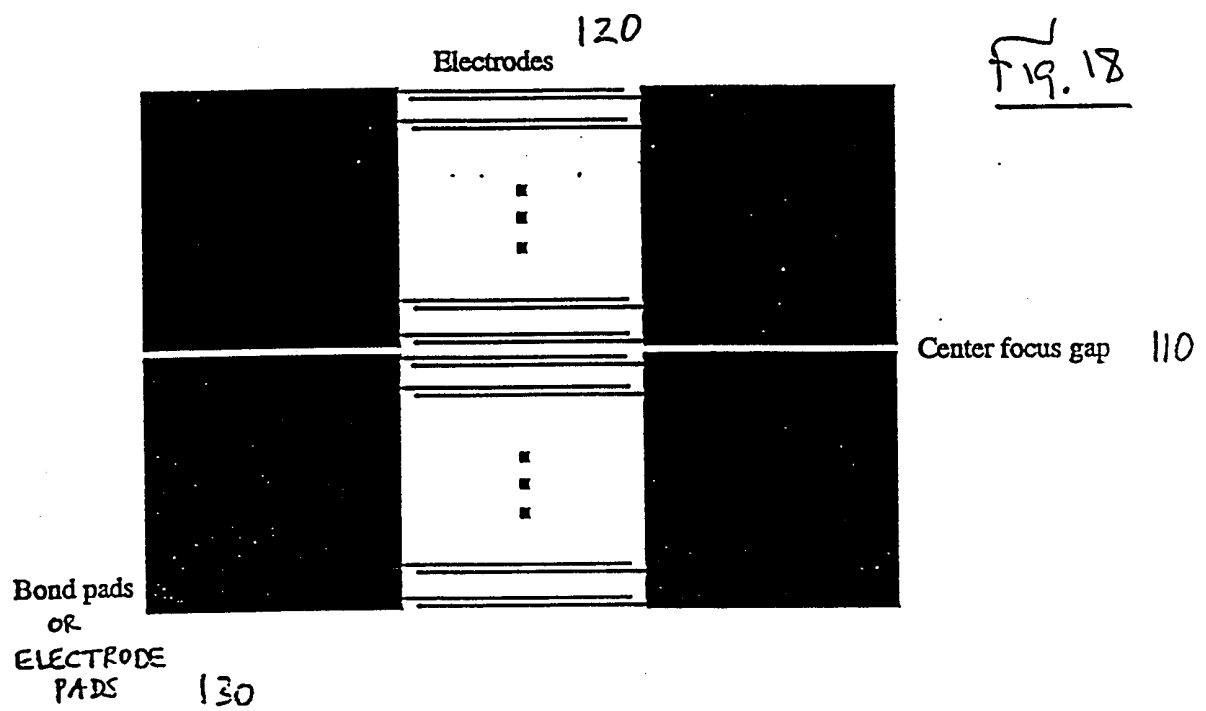 120
Electrodes
Fig. 18
Center focus gap 110
Bond pads
OR
ELECTRODE
PADS 130